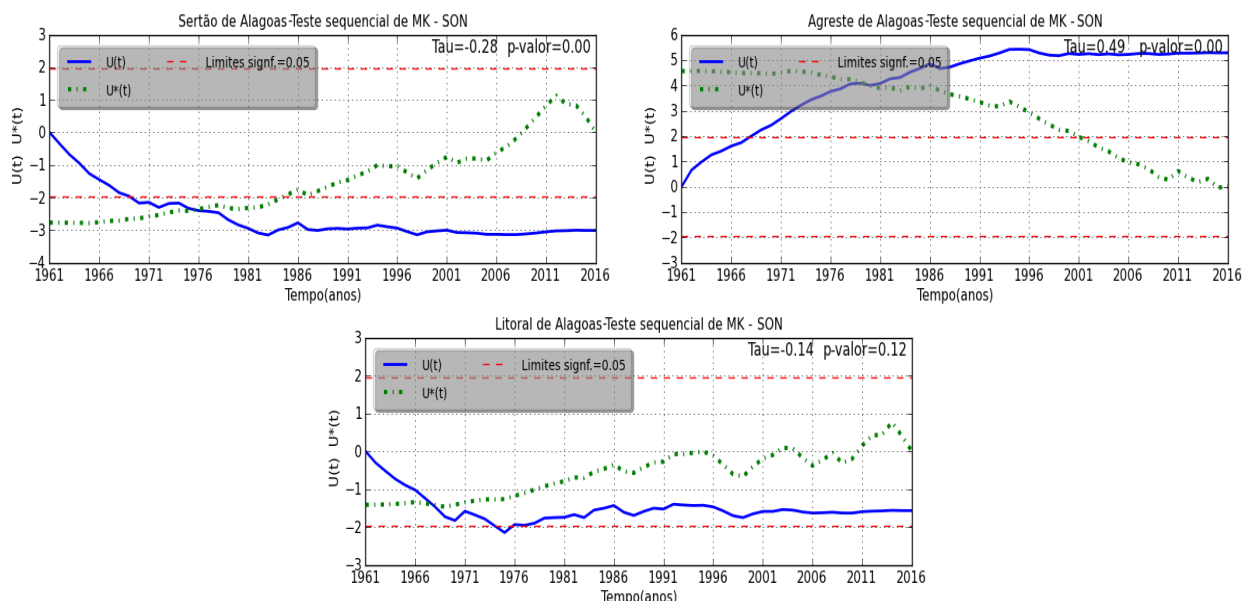 Sertão de Alagoas-Teste sequencial de MK - SON
Tau=-0.28 p-valor=0.00
U(t)
Limites signf.=0.05
U*(t)
U(t) U*(t)
3
2
1
0
−1
−2
−3
−4
1961 1966 1971 1976 1981 1986 1991 1996 2001 2006 2011 2016
Tempo(anos)
Agreste de Alagoas-Teste sequencial de MK - SON
Tau=0.49 p-valor=0.00
U(t)
Limites signf.=0.05
U*(t)
U(t) U*(t)
6
5
4
3
2
1
0
−1
−2
−3
1961 1966 1971 1976 1981 1986 1991 1996 2001 2006 2011 2016
Tempo(anos)
Litoral de Alagoas-Teste sequencial de MK - SON
Tau=-0.14 p-valor=0.12
U(t)
Limites signf.=0.05
U*(t)
U(t) U*(t)
3
2
1
0
−1
−2
−3
1961 1966 1971 1976 1981 1986 1991 1996 2001 2006 2011 2016
Tempo(anos)